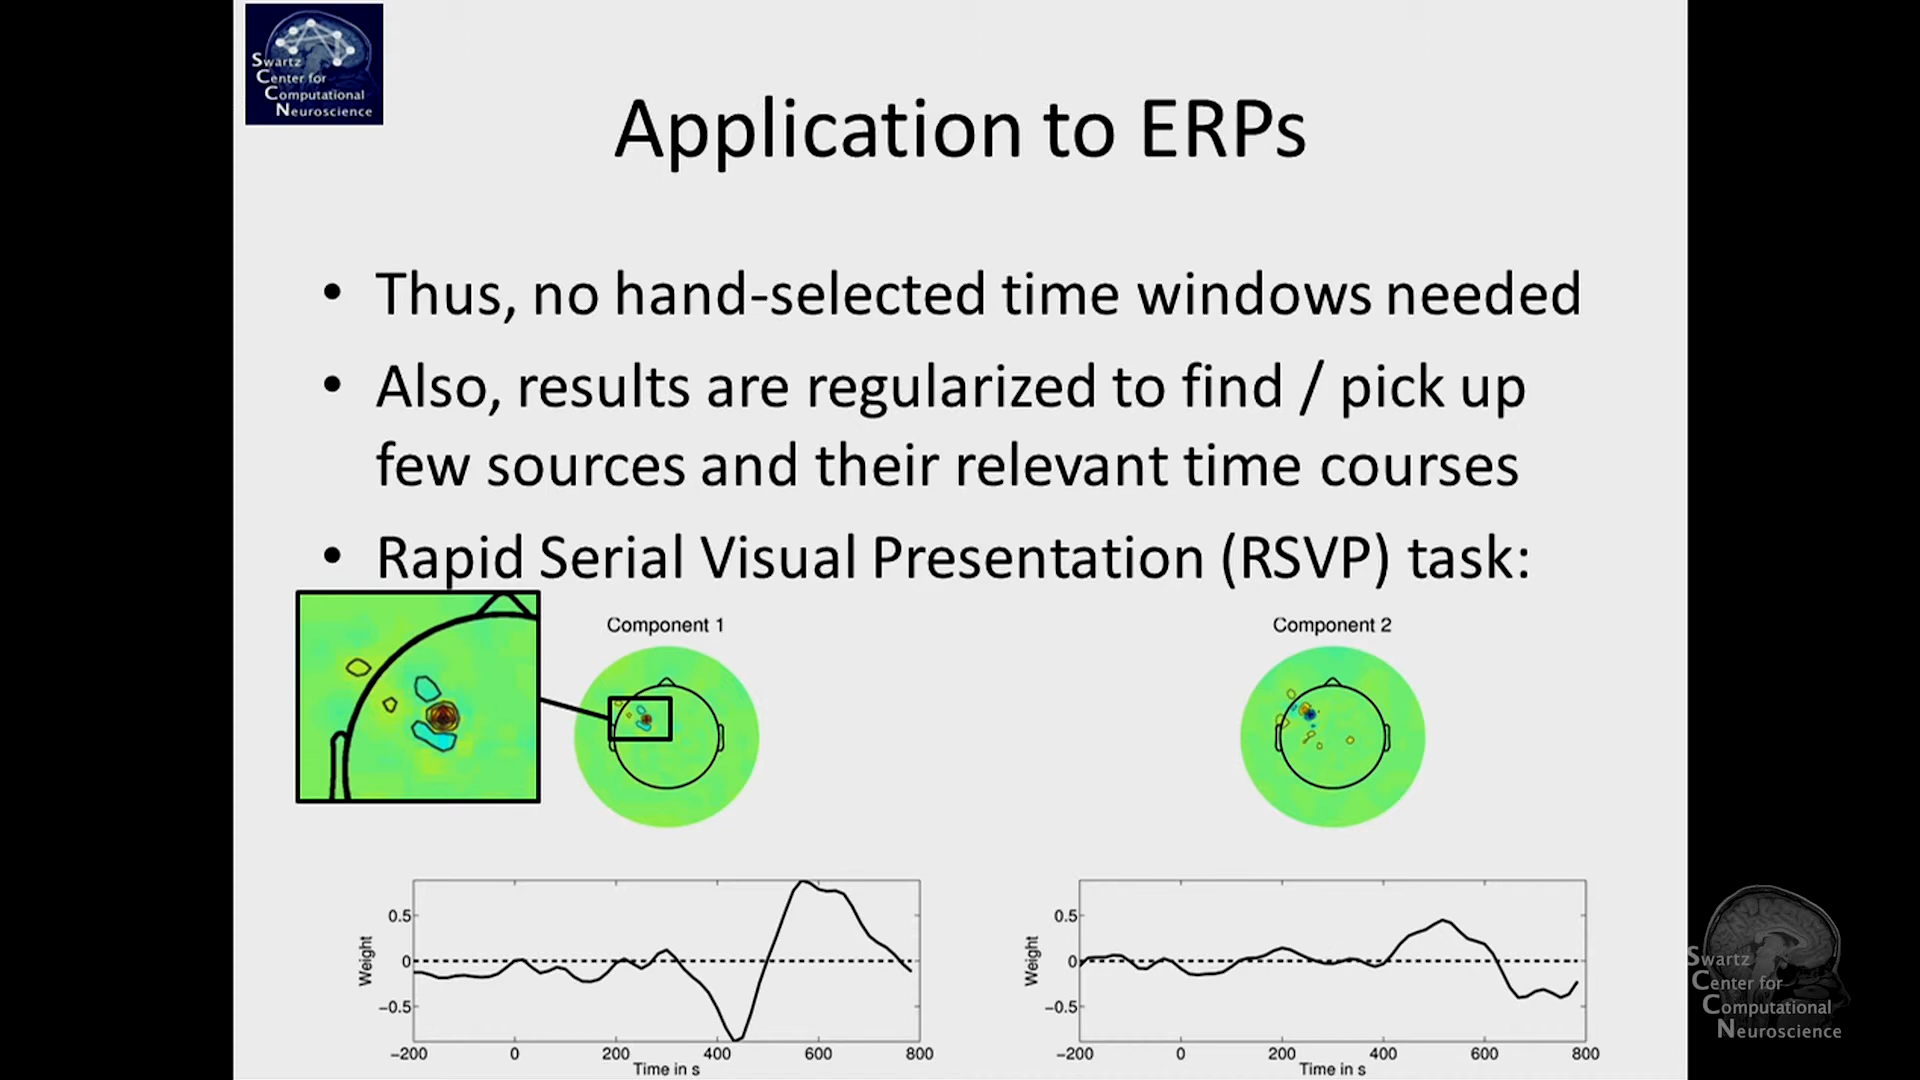 Swartz
Center for
Computational
Neuroscience
Application to ERPs
• Thus, no hand-selected time windows needed
• Also, results are regularized to find / pick up
few sources and their relevant time courses
• Rapid Serial Visual Presentation (RSVP) task:
Component 1
Component 2
0.5
0
−0.5
Weight
−200 0 200 400 600 800
Time in s
0.5
0
−0.5
Weight
−200 0 200 400 600 800
Time in s
Swartz
Center for
Computational
Neuroscience